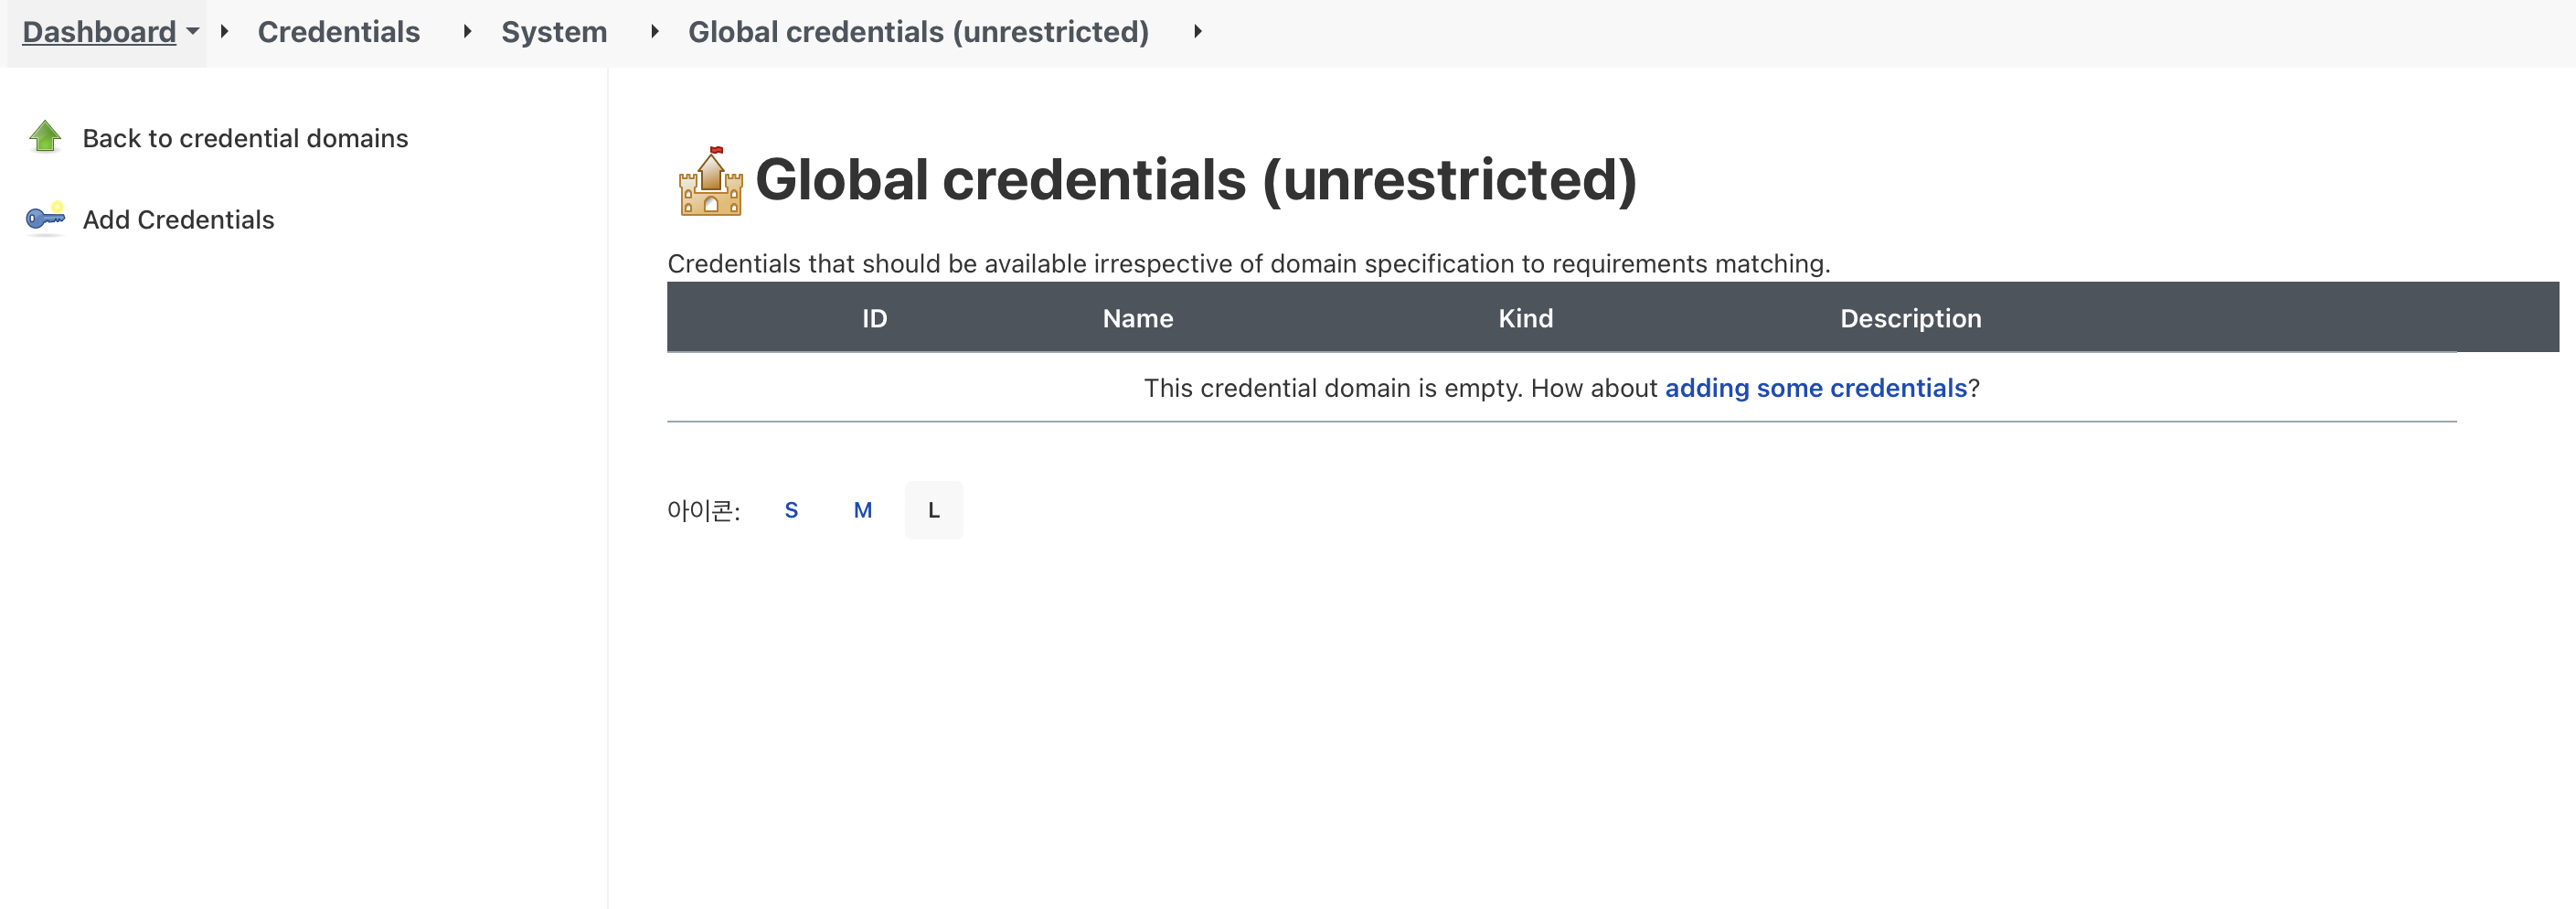 Dashboard Credentials System Global credentials (unrestricted)
Back to credential domains
Add Credentials
Global credentials (unrestricted)
Credentials that should be available irrespective of domain specification to requirements matching.
ID Name Kind Description
This credential domain is empty. How about adding some credentials?
아이콘: S M L